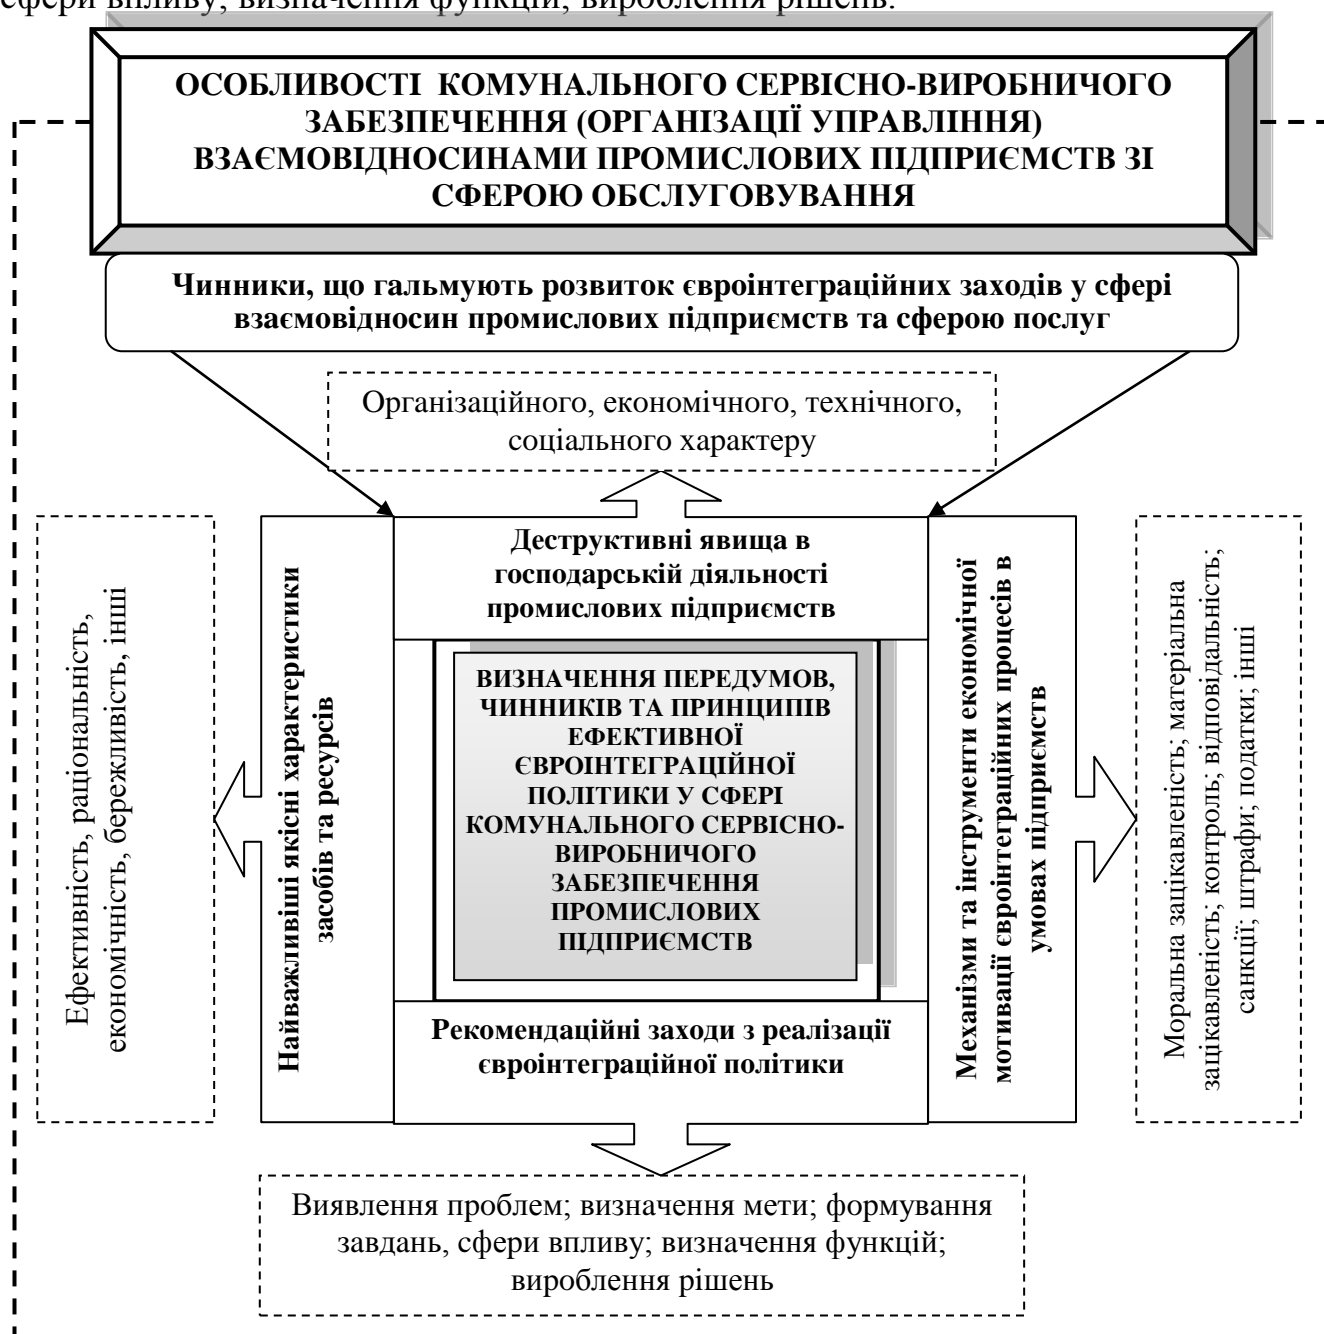 сфери впливу; визначення функцій; вироблення рішень.
ОСОБЛИВОСТІ КОМУНАЛЬНОГО СЕРВІСНО-ВИРОБНИЧОГО
ЗАБЕЗПЕЧЕННЯ (ОРГАНІЗАЦІЇ УПРАВЛІННЯ)
ВЗАЄМОВІДНОСИНАМИ ПРОМИСЛОВИХ ПІДПРИЄМСТВ ЗІ
СФЕРОЮ ОБСЛУГОВУВАННЯ
Чинники, що гальмують розвиток євроінтеграційних заходів у сфері
взаємовідносин промислових підприємств та сферою послуг
Організаційного, економічного, технічного,
соціального характеру
Ефективність, раціональність,
економічність, бережливість, інші
Найважливіші якісні характеристики
засобів та ресурсів
Деструктивні явища в
господарській діяльності
промислових підприємств
ВИЗНАЧЕННЯ ПЕРЕДУМОВ,
ЧИННИКІВ ТА ПРИНЦИПІВ
ЕФЕКТИВНОЇ
ЄВРОІНТЕГРАЦІЙНОЇ
ПОЛІТИКИ У СФЕРІ
КОМУНАЛЬНОГО СЕРВІСНО-
ВИРОБНИЧОГО
ЗАБЕЗПЕЧЕННЯ
ПРОМИСЛОВИХ
ПІДПРИЄМСТВ
Рекомендаційні заходи з реалізації
євроінтеграційної політики
Механізми та інструменти економічної
мотивації євроінтеграційних процесів в
умовах підприємств
Моральна зацікавленість; матеріальна
зацікавленість; контроль; відповідальність;
санкції; штрафи; податки; інші
Виявлення проблем; визначення мети; формування
завдань, сфери впливу; визначення функцій;
вироблення рішень